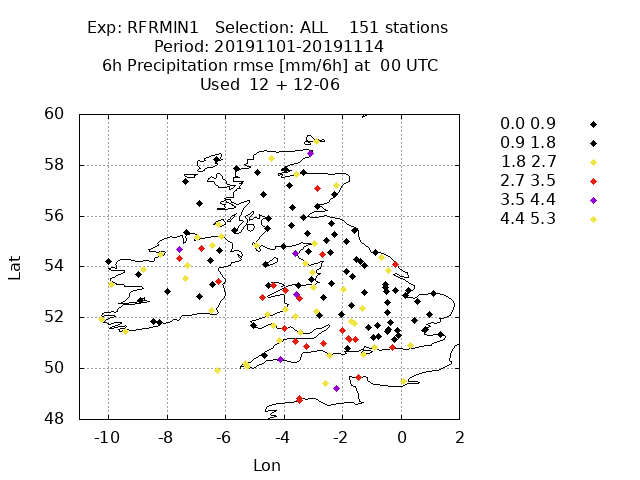 Exp: RFRMIN1 Selection: ALL 151 stations
Period: 20191101-20191114
6h Precipitation rmse [mm/6h] at 00 UTC
Used 12 + 12-06
60
58
56
54
52
50
48
Lat
-10 -8 -6 -4 -2 0 2
Lon
0.0 0.9
0.9 1.8
1.8 2.7
2.7 3.5
3.5 4.4
4.4 5.3